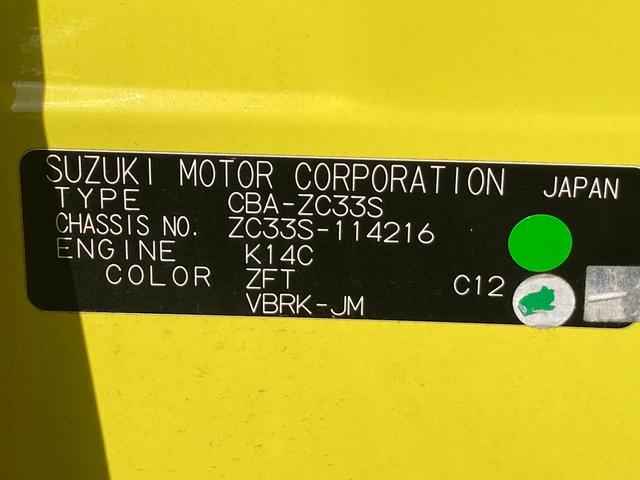 SUZUKI MOTOR CORPORATION JAPAN
TYPE CBA-ZC33S
CHASSIS NO. ZC33S-114216
ENGINE K14C
COLOR ZFT C12
VBRK-JM